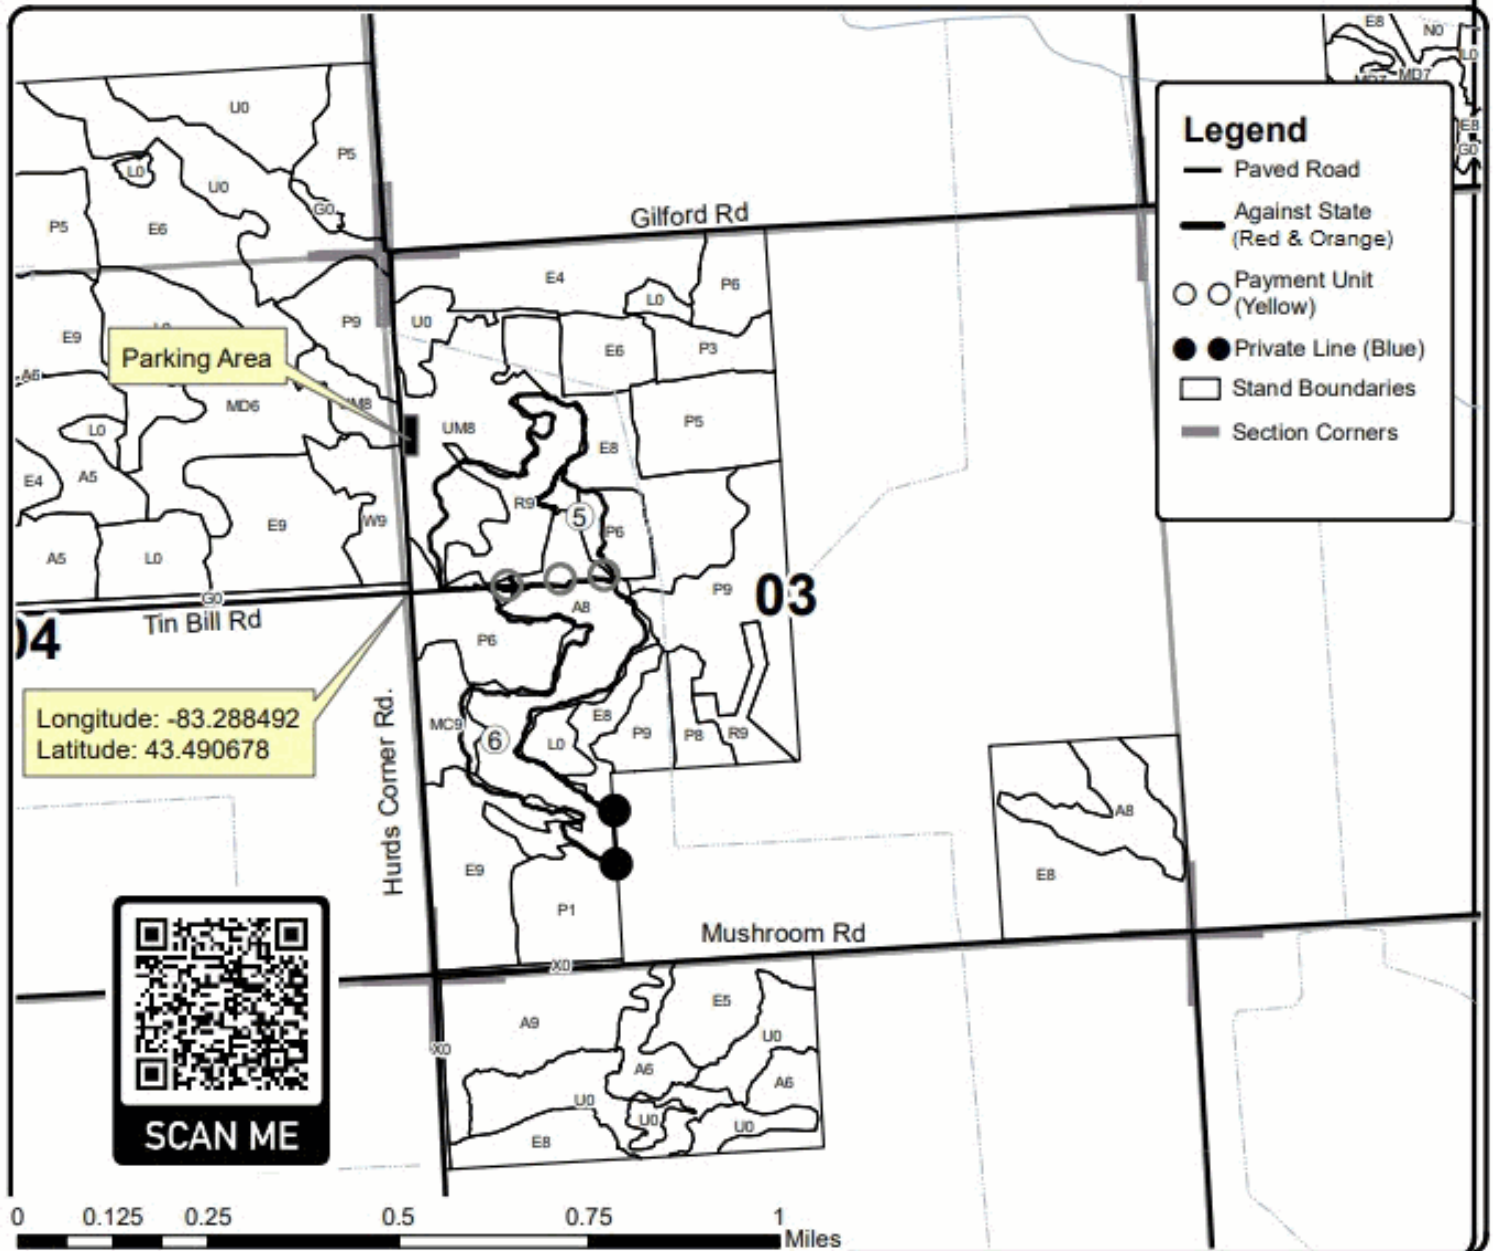 E8
N0
L0
MD7
MD7
E8
G0
Legend
Paved Road
Against State
(Red & Orange)
Payment Unit
(Yellow)
Private Line (Blue)
Stand Boundaries
Section Corners
U0
P5
L0
U0
G0
P5
E6
Gilford Rd
E4
L0
P6
P9
U0
E9
E6
P3
Parking Area
A6
MD6
UM8
L0
UM8
P5
E8
E4
A5
R9
5
P6
E9
W9
A5
L0
P9
03
G0
Tin Bill Rd
A8
04
P6
Longitude: -83.288492
Latitude: 43.490678
Hurds Corner Rd.
MC9
6
E8
L0
P9
P8
R9
A8
E8
E9
P1
Mushroom Rd
X0
A9
E5
U0
X0
A6
A6
U0
U0
U0
E8
SCAN ME
0 0.125 0.25 0.5 0.75 1
Miles